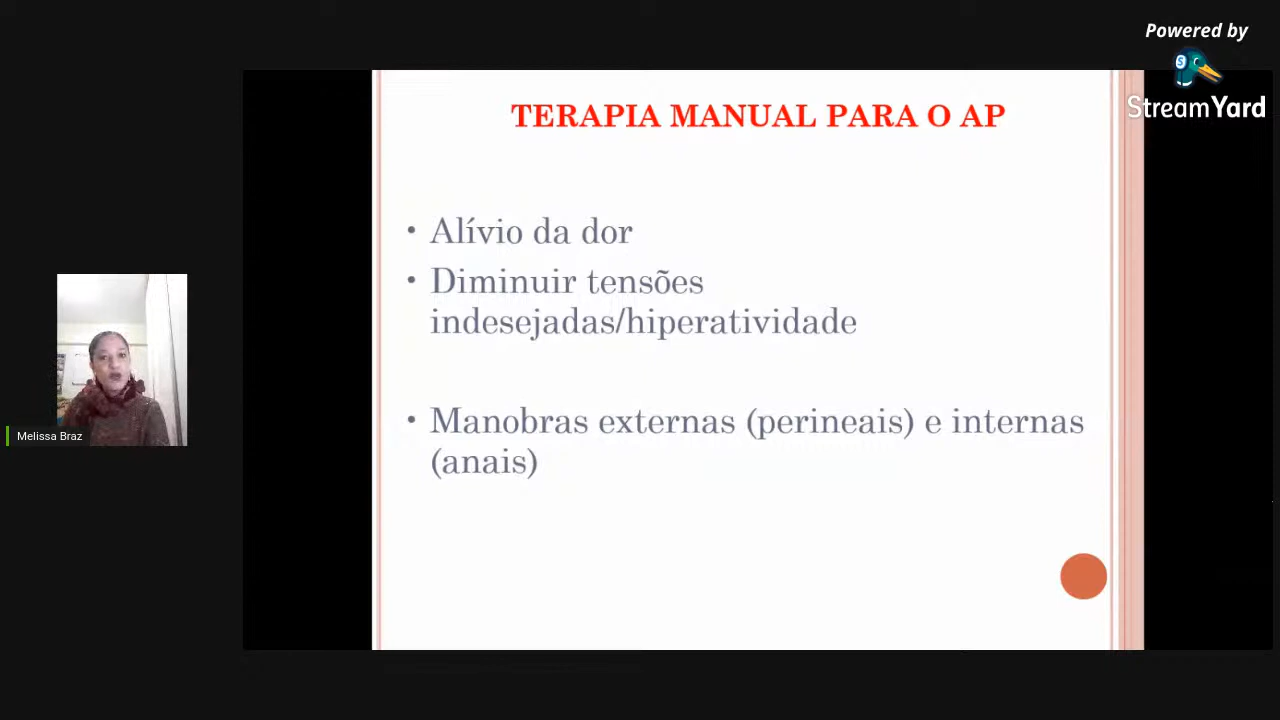 Powered by
StreamYard
TERAPIA MANUAL PARA O AP
• Alívio da dor
• Diminuir tensões
indesejadas/hiperatividade
• Manobras externas (perineais) e internas
(anais)
Melissa Braz